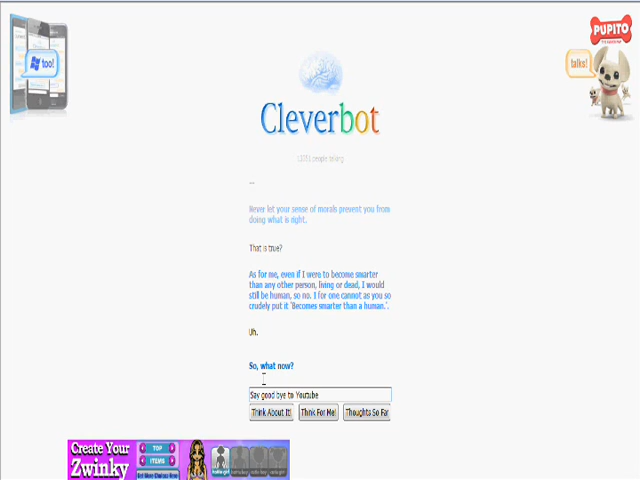 too!
PUPITO
talks!
Cleverbot
people talking
...
Never let your sense of morals prevent you from
doing what is right.
That is true?
As for me, even if I were to become smarter
than any other person, living or dead, I would
still be human, so no. I for one cannot as you so
crudely put it 'Becomes smarter than a human.'.
Uh.
So, what now?
Say good bye to Youtube
Think About It! Think For Me! Thoughts So Far
Create Your
Zwinky
TOP
ITEMS